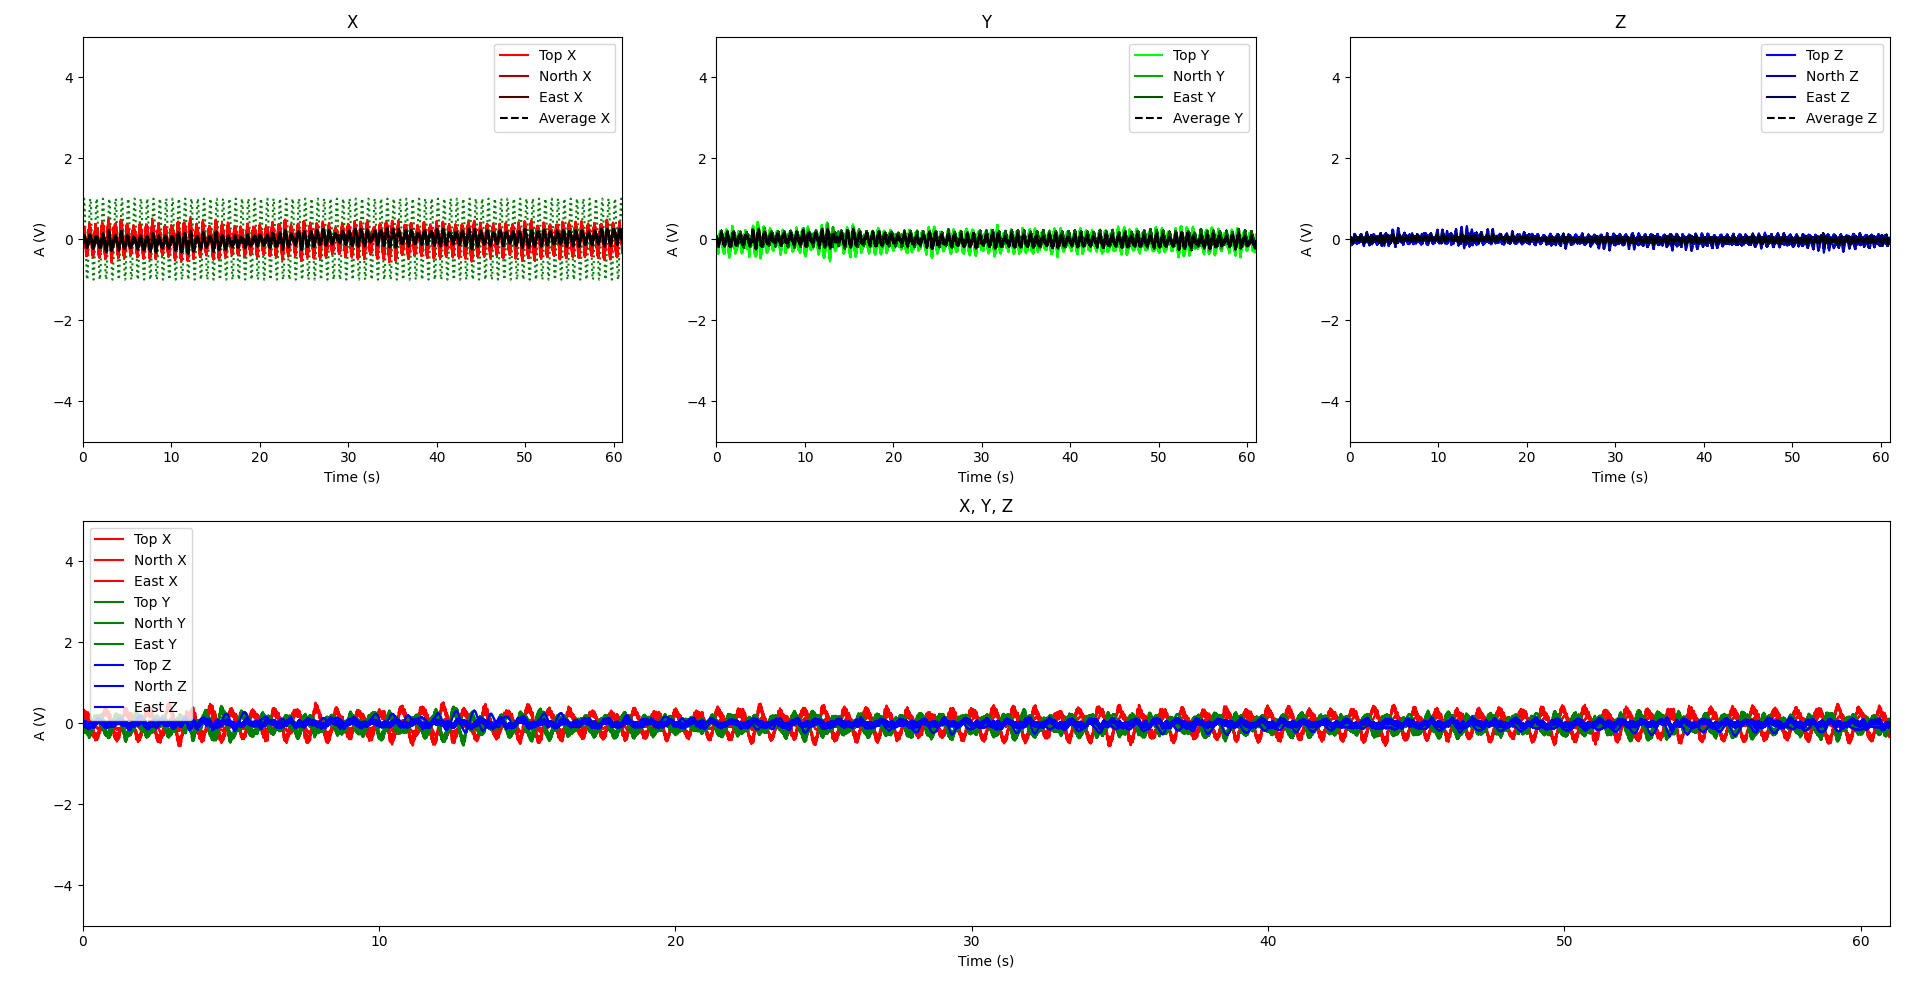 X
Top X
North X
East X
Average X
4
2
0
−2
−4
A (V)
0 10 20 30 40 50 60
Time (s)
Y
Top Y
North Y
East Y
Average Y
4
2
0
−2
−4
A (V)
0 10 20 30 40 50 60
Time (s)
Z
Top Z
North Z
East Z
Average Z
4
2
0
−2
−4
A (V)
0 10 20 30 40 50 60
Time (s)
X, Y, Z
Top X
North X
East X
Top Y
North Y
East Y
Top Z
North Z
East Z
4
2
0
−2
−4
A (V)
0 10 20 30 40 50 60
Time (s)